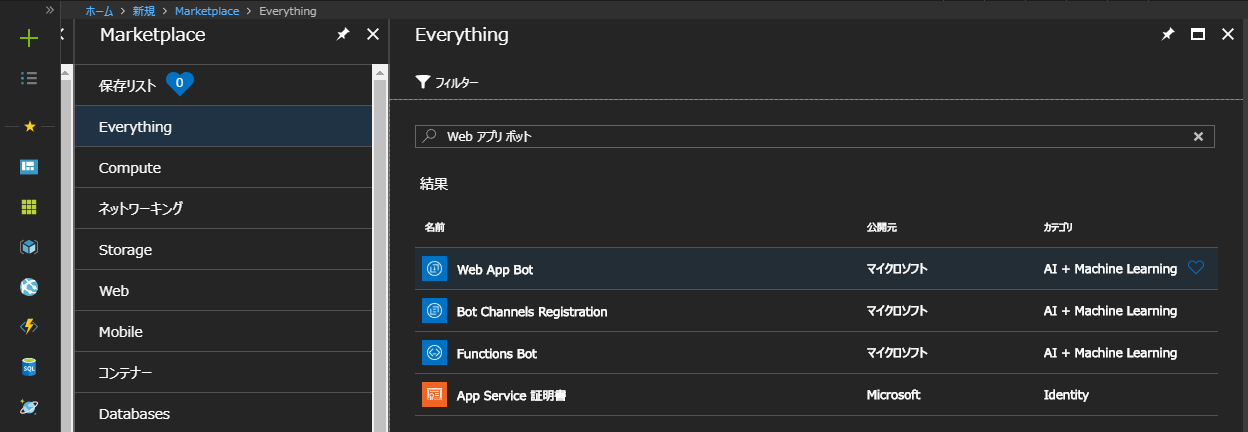 ホーム > 新規 > Marketplace > Everything
Marketplace
保存リスト 0
Everything
Compute
ネットワーキング
Storage
Web
Mobile
コンテナー
Databases
SQL
Everything
フィルター
Web アプリ ボット
結果
名前 公開元 カテゴリ
Web App Bot マイクロソフト AI + Machine Learning
Bot Channels Registration マイクロソフト AI + Machine Learning
Functions Bot マイクロソフト AI + Machine Learning
App Service 証明書 Microsoft Identity